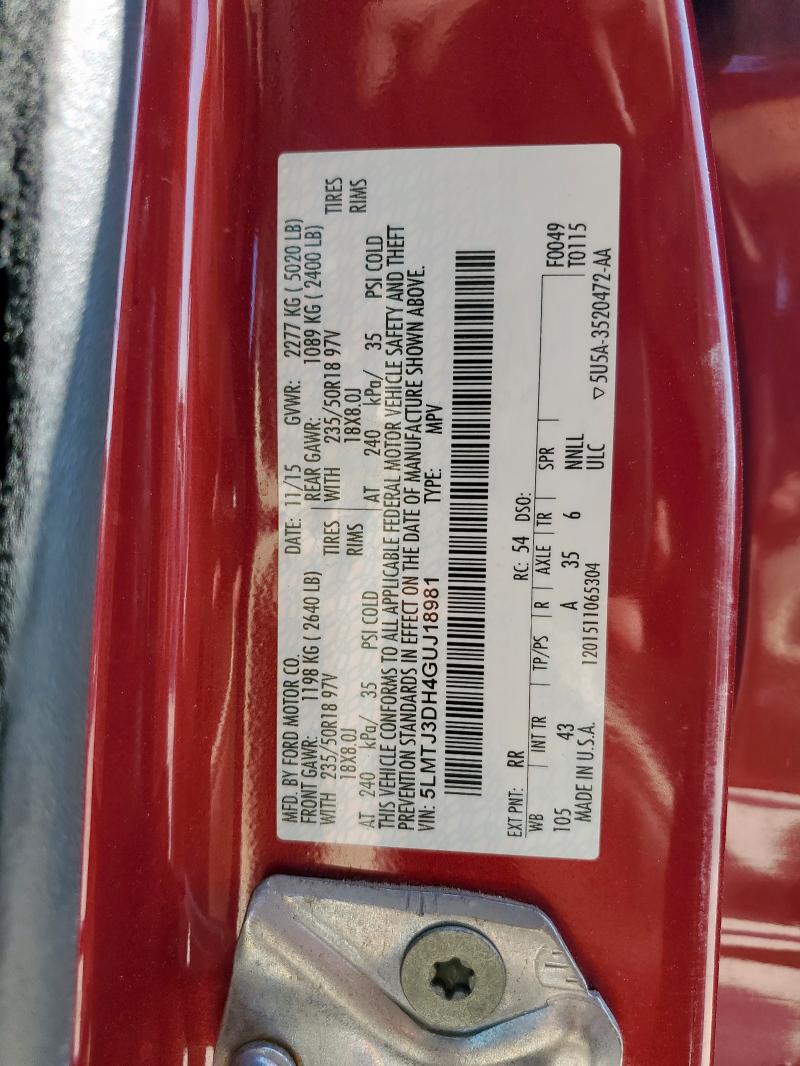 MFD. BY FORD MOTOR CO. DATE: 11/15 GVWR: 2277 KG ( 5020 LB)
FRONT GAWR: 1198 KG ( 2640 LB) REAR GAWR: 1089 KG ( 2400 LB)
WITH 235/50R18 97V TIRES WITH 235/50R18 97V TIRES
18X8.0J RIMS 18X8.0J RIMS
AT 240 kPa/ 35 PSI COLD AT 240 kPa/ 35 PSI COLD
THIS VEHICLE CONFORMS TO ALL APPLICABLE FEDERAL MOTOR VEHICLE SAFETY AND THEFT
PREVENTION STANDARDS IN EFFECT ON THE DATE OF MANUFACTURE SHOWN ABOVE.
VIN: 5LMTJ3DH4GUJ18981 TYPE: MPV
EXT PNT: RR RC: 54 DSO:
WB INT TR TP/PS R AXLE TR SPR F0049
105 43 A 35 6 NNLL T0115
MADE IN U.S.A. 1201511065304 ULC ▽5U5A-3520472-AA